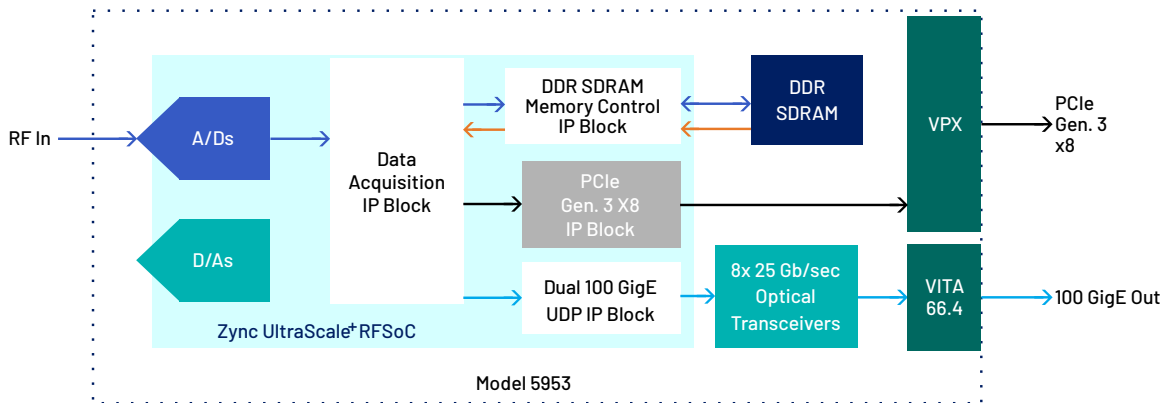 RF In
A/Ds
D/As
Data
Acquisition
IP Block
DDR SDRAM
Memory Control
IP Block
DDR
SDRAM
PCIe
Gen. 3 X8
IP Block
Dual 100 GigE
UDP IP Block
8x 25 Gb/sec
Optical
Transceivers
VPX
VITA
66.4
PCIe
Gen. 3
x8
100 GigE Out
Zync UltraScale+ RFSoC
Model 5953